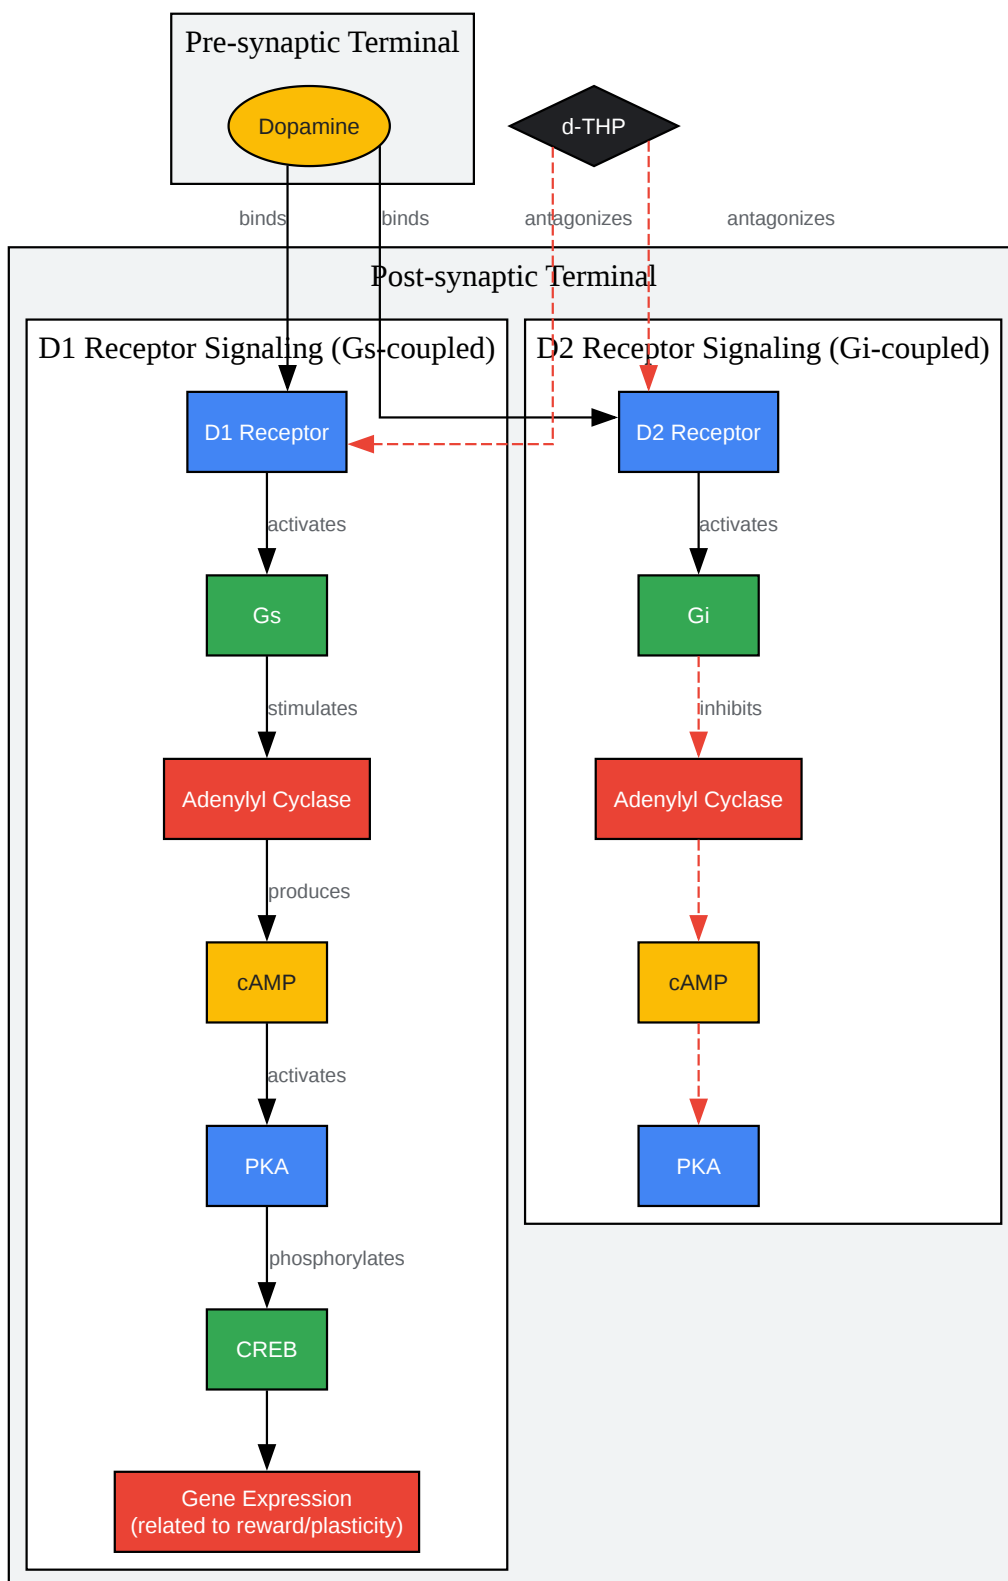 Pre-synaptic Terminal
Dopamine
d-THP
binds
binds
antagonizes
antagonizes
Post-synaptic Terminal
D1 Receptor Signaling (Gs-coupled)
D2 Receptor Signaling (Gi-coupled)
D1 Receptor
D2 Receptor
activates
activates
Gs
Gi
stimulates
inhibits
Adenylyl Cyclase
Adenylyl Cyclase
produces
cAMP
cAMP
activates
PKA
PKA
phosphorylates
CREB
Gene Expression
(related to reward/plasticity)